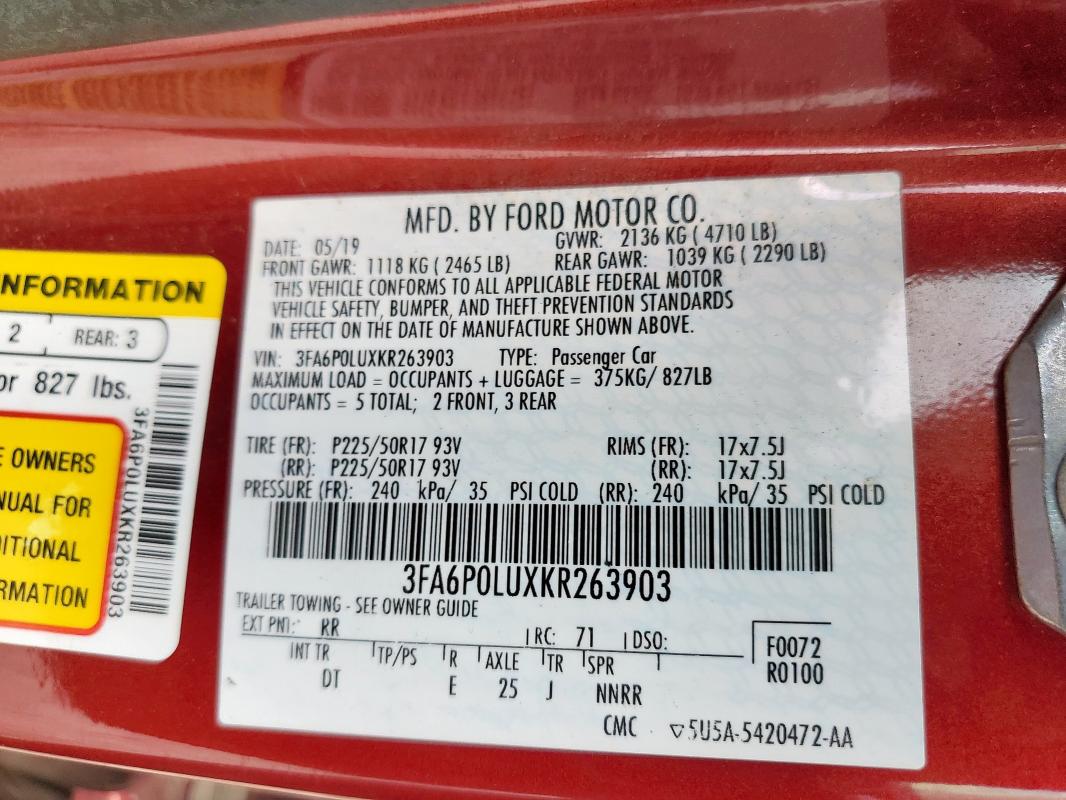 MFD. BY FORD MOTOR CO.
DATE: 05/19 GVWR: 2136 KG ( 4710 LB)
FRONT GAWR: 1118 KG ( 2465 LB) REAR GAWR: 1039 KG ( 2290 LB)
THIS VEHICLE CONFORMS TO ALL APPLICABLE FEDERAL MOTOR
VEHICLE SAFETY, BUMPER, AND THEFT PREVENTION STANDARDS
IN EFFECT ON THE DATE OF MANUFACTURE SHOWN ABOVE.
VIN: 3FA6P0LUXKR263903 TYPE: Passenger Car
MAXIMUM LOAD = OCCUPANTS + LUGGAGE = 375KG/ 827LB
OCCUPANTS = 5 TOTAL; 2 FRONT, 3 REAR
TIRE (FR): P225/50R17 93V RIMS (FR): 17x7.5J
(RR): P225/50R17 93V (RR): 17x7.5J
PRESSURE (FR): 240 kPa/ 35 PSI COLD (RR): 240 kPa/ 35 PSI COLD
3FA6P0LUXKR263903
TRAILER TOWING - SEE OWNER GUIDE
EXT PNT: RR RC: 71 DSO:
INT TR TP/PS R AXLE TR SPR
DT E 25 J NNRR
F0072
R0100
CMC ▽5U5A-5420472-AA
NFORMATION
2 REAR: 3
or 827 lbs.
E OWNERS
NUAL FOR
DITIONAL
RMATION
3FA6P0LUXKR263903